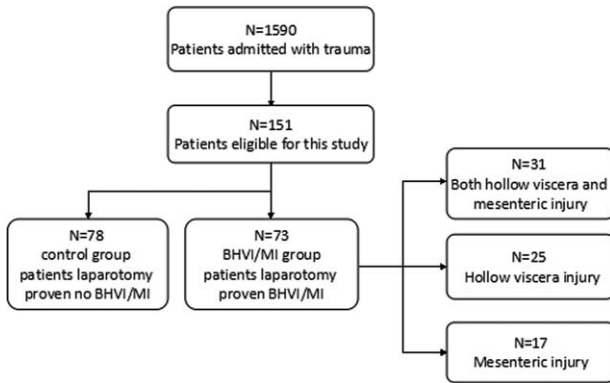 N=1590
Patients admitted with trauma
N=151
Patients eligible for this study
N=78
control group
patients laparotomy
proven no BHVI/MI
N=73
BHVI/MI group
patients laparotomy
proven BHVI/MI
N=31
Both hollow viscera and
mesenteric injury
N=25
Hollow viscera injury
N=17
Mesenteric injury